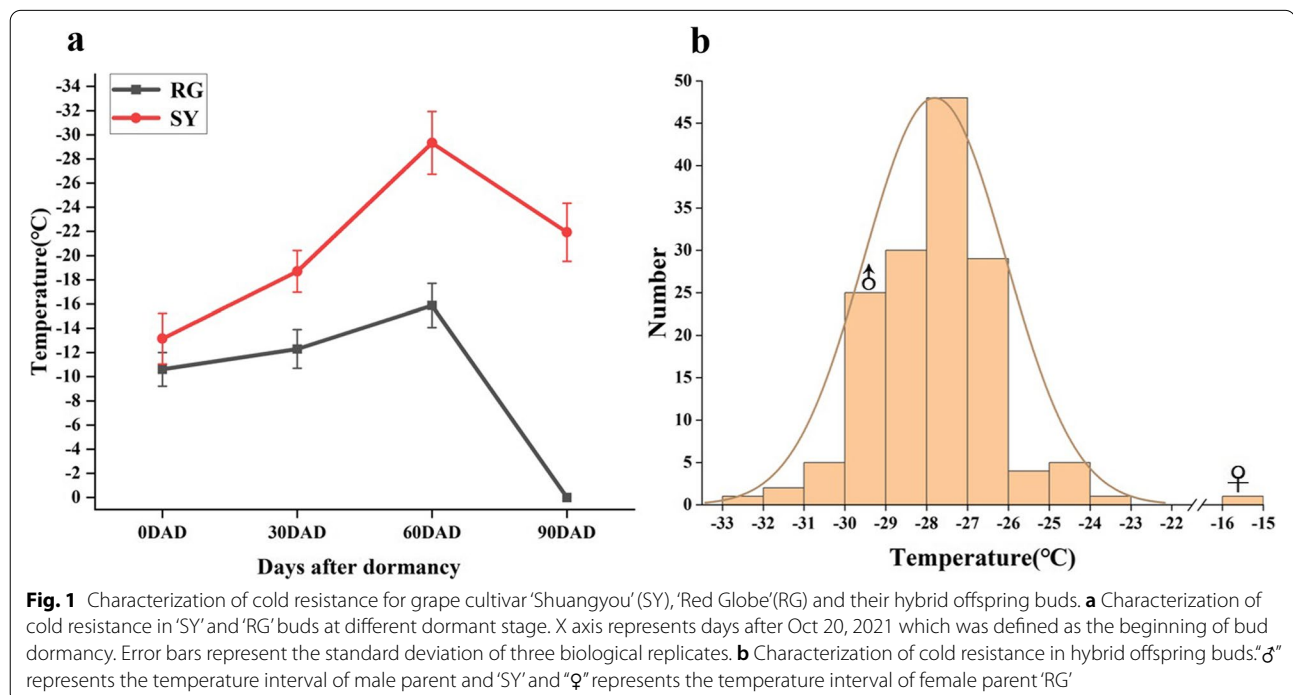 a
RG
SY
Temperature(℃)
-34
-32
-30
-28
-26
-24
-22
-20
-18
-16
-14
-12
-10
-8
-6
-4
-2
0
0DAD 30DAD 60DAD 90DAD
Days after dormancy
b
Number
50
45
40
35
30
25
20
15
10
5
0
♂
♀
-33 -32 -31 -30 -29 -28 -27 -26 -25 -24 -23 -22 -16 -15
Temperature(℃)
Fig. 1 Characterization of cold resistance for grape cultivar ‘Shuangyou’ (SY), ‘Red Globe’(RG) and their hybrid offspring buds. a Characterization of
cold resistance in ‘SY’ and ‘RG’ buds at different dormant stage. X axis represents days after Oct 20, 2021 which was defined as the beginning of bud
dormancy. Error bars represent the standard deviation of three biological replicates. b Characterization of cold resistance in hybrid offspring buds.“♂”
represents the temperature interval of male parent and ‘SY’ and “♀” represents the temperature interval of female parent ‘RG’